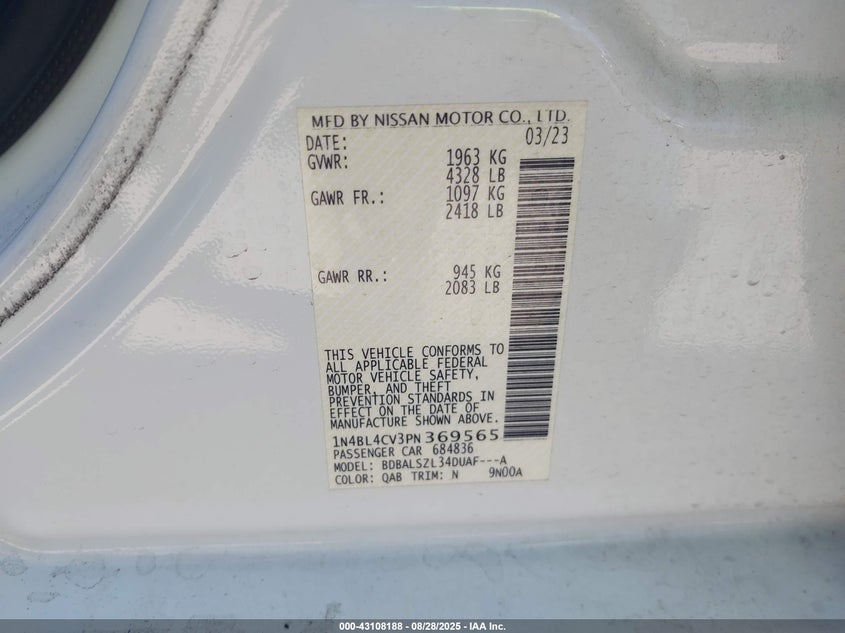 MFD BY NISSAN MOTOR CO., LTD.
DATE: 03/23
GVWR: 1963 KG
4328 LB
GAWR FR.: 1097 KG
2418 LB
GAWR RR.: 945 KG
2083 LB
THIS VEHICLE CONFORMS TO
ALL APPLICABLE FEDERAL
MOTOR VEHICLE SAFETY,
BUMPER, AND THEFT
PREVENTION STANDARDS IN
EFFECT ON THE DATE OF
MANUFACTURE SHOWN ABOVE.
1N4BL4CV3PN369565
PASSENGER CAR 684836
MODEL: BDBALSZL34DUAF---A
COLOR: QAB TRIM: N 9N00A
000-43108188 - 08/28/2025 - IAA Inc.